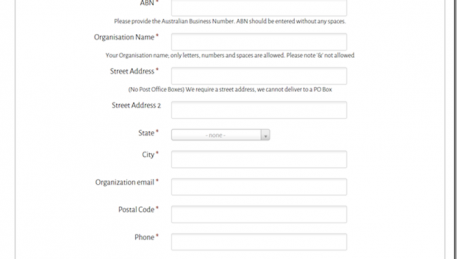 ABN *
Please provide the Australian Business Number. ABN should be entered without any spaces.
Organisation Name *
Your Organisation name; only letters, numbers and spaces are allowed. Please note '&' not allowed
Street Address *
(No Post Office Boxes) We require a street address, we cannot deliver to a PO Box
Street Address 2
State *
- none -
City *
Organization email *
Postal Code *
Phone *